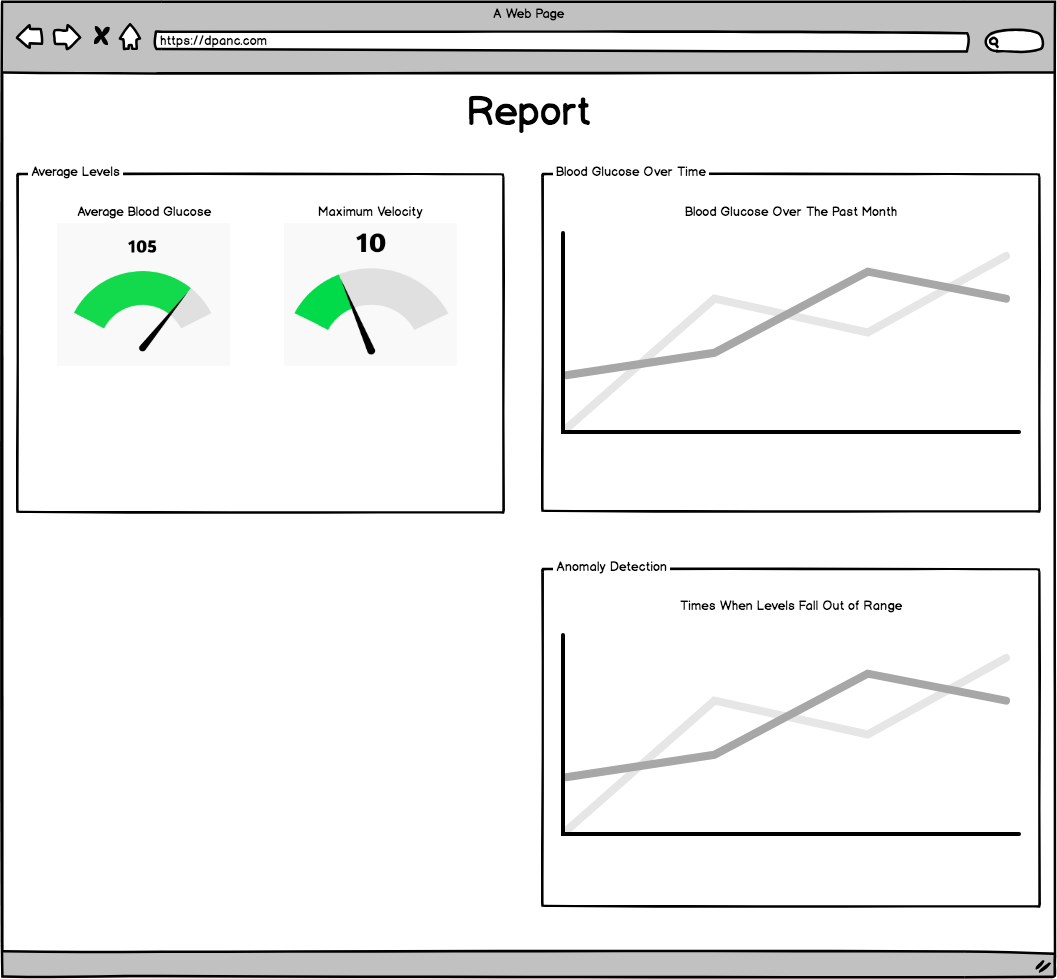 A Web Page
https://dpanc.com
Report
Average Levels
Average Blood Glucose
105
Maximum Velocity
10
Blood Glucose Over Time
Blood Glucose Over The Past Month
Anomaly Detection
Times When Levels Fall Out of Range